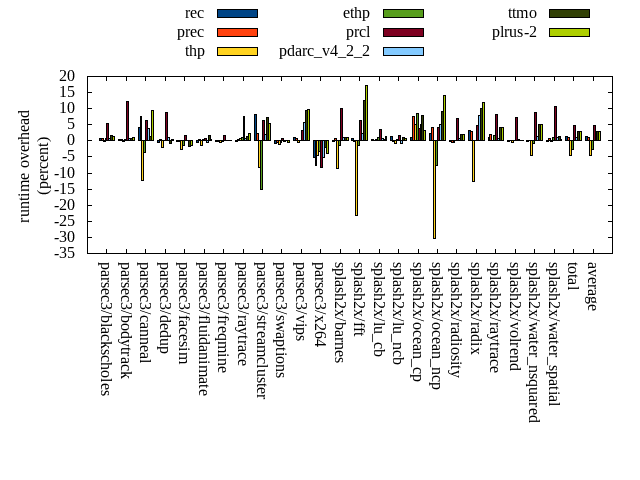 rec
prec
thp
ethp
prcl
pdarc_v4_2_2
ttmo
plrus-2
runtime overhead
(percent)
20
15
10
5
0
-5
-10
-15
-20
-25
-30
-35
parsec3/blackscholes
parsec3/bodytrack
parsec3/canneal
parsec3/dedup
parsec3/facesim
parsec3/fluidanimate
parsec3/freqmine
parsec3/raytrace
parsec3/streamcluster
parsec3/swaptions
parsec3/vips
parsec3/x264
splash2x/barnes
splash2x/fft
splash2x/lu_cb
splash2x/lu_ncb
splash2x/ocean_cp
splash2x/ocean_ncp
splash2x/radiosity
splash2x/radix
splash2x/raytrace
splash2x/volrend
splash2x/water_nsquared
splash2x/water_spatial
total
average